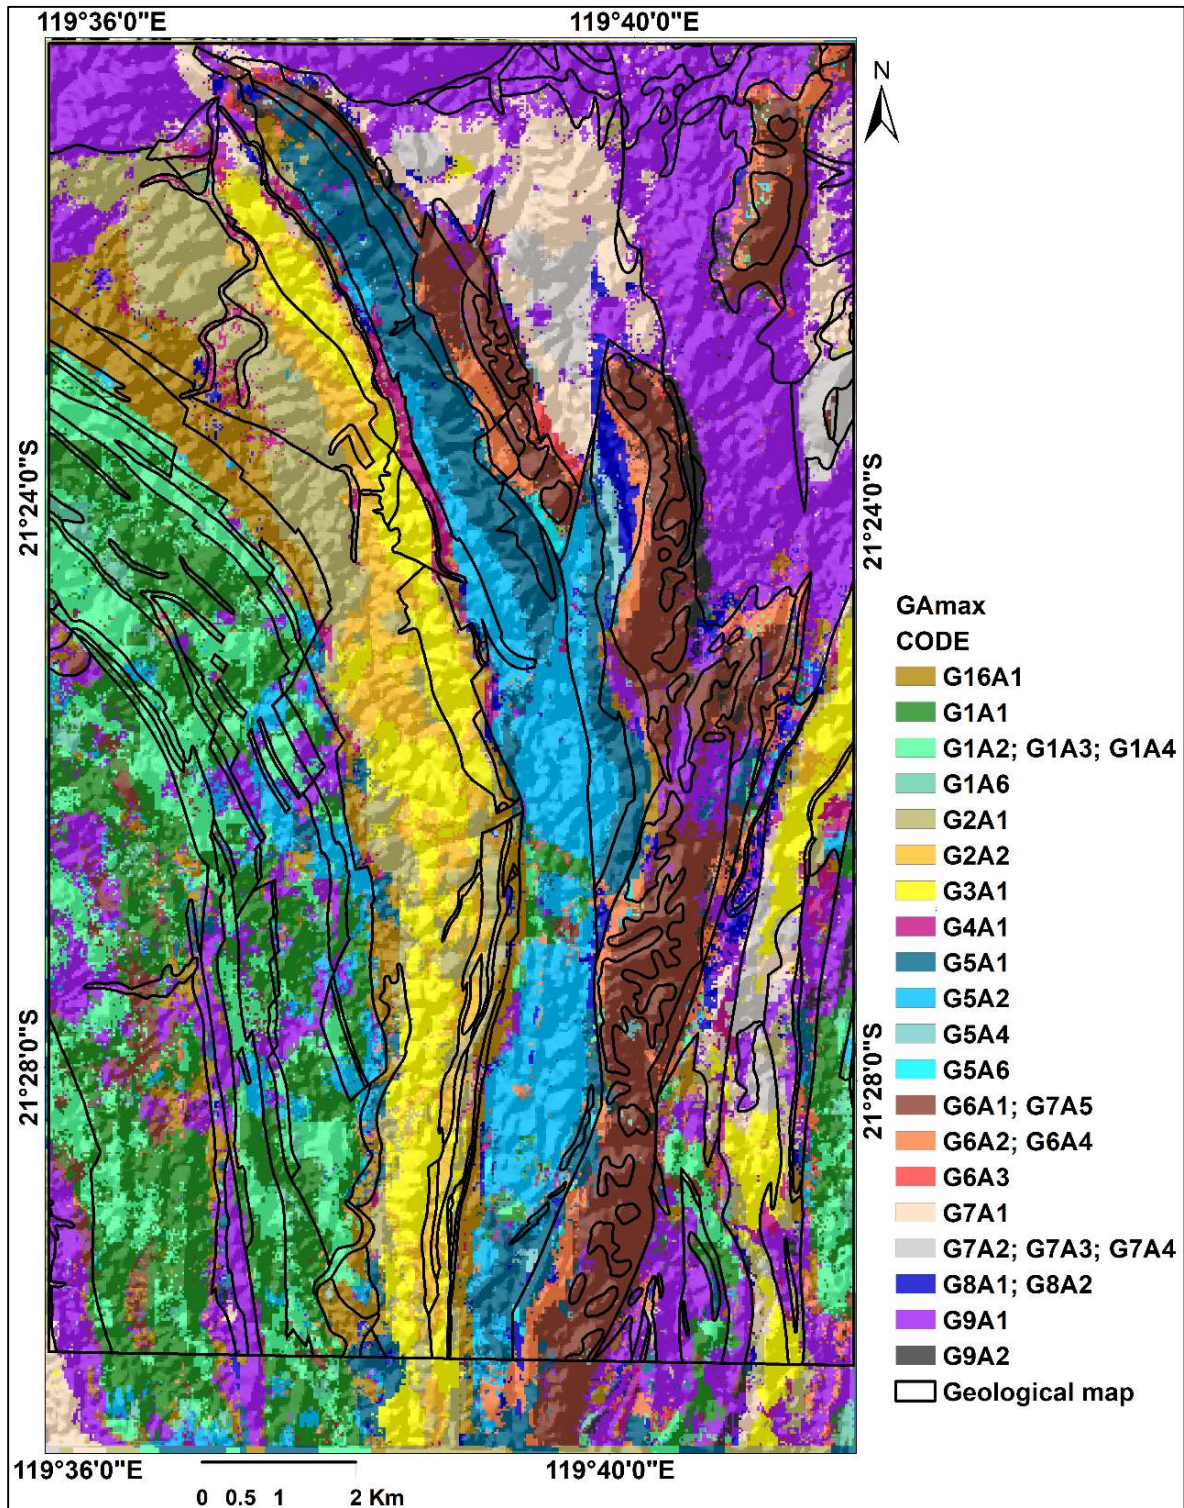 119°36'0"E 119°40'0"E
N
21°24'0"S 21°24'0"S
GAmax
CODE
G16A1
G1A1
G1A2; G1A3; G1A4
G1A6
G2A1
G2A2
G3A1
G4A1
G5A1
G5A2
G5A4
G5A6
G6A1; G7A5
G6A2; G6A4
G6A3
G7A1
G7A2; G7A3; G7A4
G8A1; G8A2
G9A1
G9A2
Geological map
21°28'0"S 21°28'0"S
119°36'0"E 119°40'0"E
0 0.5 1 2 Km